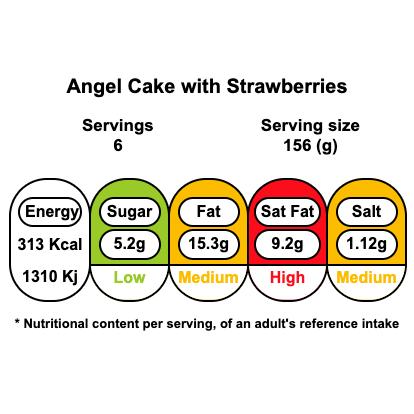 Angel Cake with Strawberries
Servings
6
Serving size
156 (g)
Energy
313 Kcal
1310 Kj
Sugar
5.2g
Low
Fat
15.3g
Medium
Sat Fat
9.2g
High
Salt
1.12g
Medium
* Nutritional content per serving, of an adult's reference intake